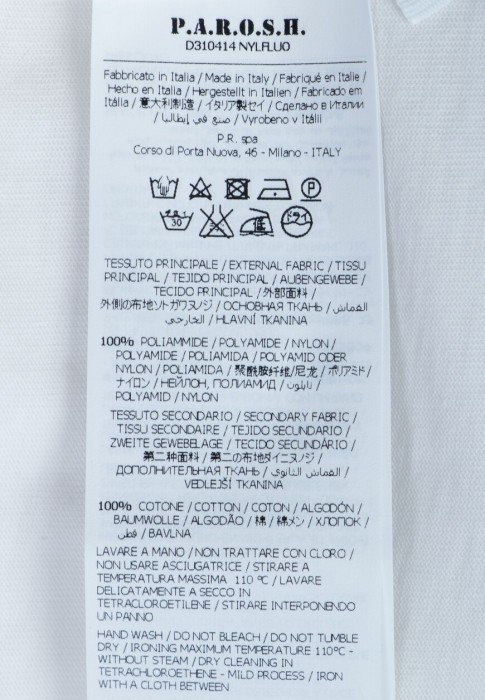 P.A.R.O.S.H.
D310414 NYLFLUO
Fabbricato in Italia / Made in Italy / Fabriqué en Italie /
Hecho en Italia / Hergestellt in Italien / Fabricado em
Itália / 意大利制造 / イタリア製セイ / Сделано в Италии
/ صنع في إيطاليا / Vyrobeno v Itálii
P.R. spa
Corso di Porta Nuova, 46 - Milano - ITALY
30
ドライ
TESSUTO PRINCIPALE / EXTERNAL FABRIC / TISSU
PRINCIPAL / TEJIDO PRINCIPAL / AUßENGEWEBE /
TECIDO PRINCIPAL / 外部面料 /
外側の布地ソトガワヌノジ / ОСНОВНАЯ ТКАНЬ / القماش
الخارجي / HLAVNÍ TKANINA
100% POLIAMMIDE / POLYAMIDE / NYLON /
POLYAMIDE / POLIAMIDA / POLYAMID ODER
NYLON / POLIAMIDA / 聚酰胺纤维/尼龙 / ポリアミド/
ナイロン / НЕЙЛОН, ПОЛИАМИД / نايلون /
POLYAMID / NYLON
TESSUTO SECONDARIO / SECONDARY FABRIC /
TISSU SECONDAIRE / TEJIDO SECUNDARIO /
ZWEITE GEWEBELAGE / TECIDO SECUNDÁRIO /
第二种面料 / 第二の布地ダイニヌノジ /
ДОПОЛНИТЕЛЬНАЯ ТКАНЬ / القماش الثانوي /
VEDLEJŠÍ TKANINA
100% COTONE / COTTON / COTON / ALGODÓN /
BAUMWOLLE / ALGODÃO / 棉 / 綿メン / ХЛОПОК /
قطن / BAVLNA
LAVARE A MANO / NON TRATTARE CON CLORO /
NON USARE ASCIUGATRICE / STIRARE A
TEMPERATURA MASSIMA 110 ºC / LAVARE
DELICATAMENTE A SECCO IN
TETRACLOROETILENE / STIRARE INTERPONENDO
UN PANNO
HAND WASH / DO NOT BLEACH / DO NOT TUMBLE
DRY / IRONING MAXIMUM TEMPERATURE 110ºC -
WITHOUT STEAM / DRY CLEANING IN
TETRACHLOROETHENE - MILD PROCESS / IRON
WITH A CLOTH BETWEEN